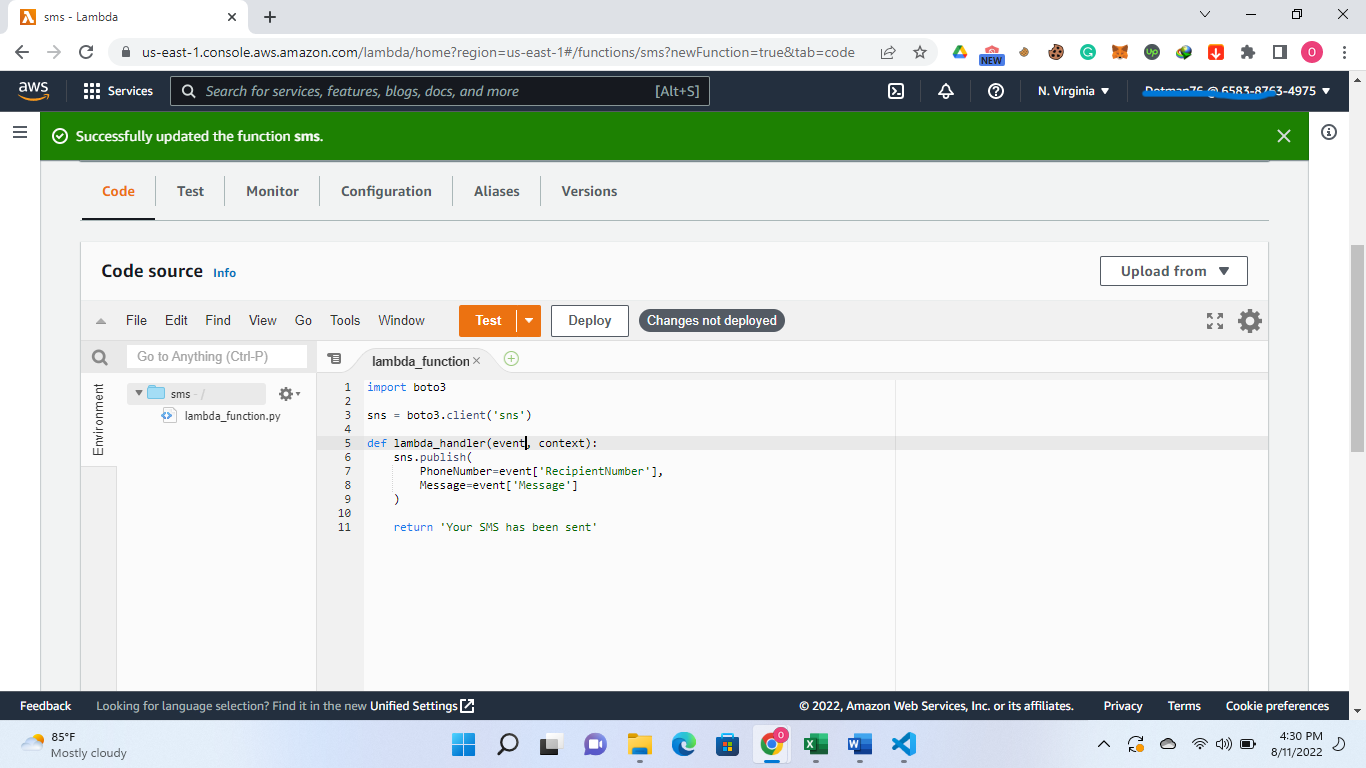 sms - Lambda
us-east-1.console.aws.amazon.com/lambda/home?region=us-east-1#/functions/sms?newFunction=true&tab=code
NEW
Up
O
aws
Services
Search for services, features, blogs, docs, and more
[Alt+S]
N. Virginia
Dotman76 @ 6583-8763-4975
Successfully updated the function sms.
Code
Test
Monitor
Configuration
Aliases
Versions
Code source Info
Upload from
File Edit Find View Go Tools Window
Test
Deploy
Changes not deployed
Go to Anything (Ctrl-P)
lambda_function
Environment
sms - /
lambda_function.py
1 import boto3
2
3 sns = boto3.client('sns')
4
5 def lambda_handler(event, context):
6 sns.publish(
7 PhoneNumber=event['RecipientNumber'],
8 Message=event['Message']
9 )
10
11 return 'Your SMS has been sent'
Feedback
Looking for language selection? Find it in the new Unified Settings
© 2022, Amazon Web Services, Inc. or its affiliates.
Privacy
Terms
Cookie preferences
85°F
Mostly cloudy
4:30 PM
8/11/2022